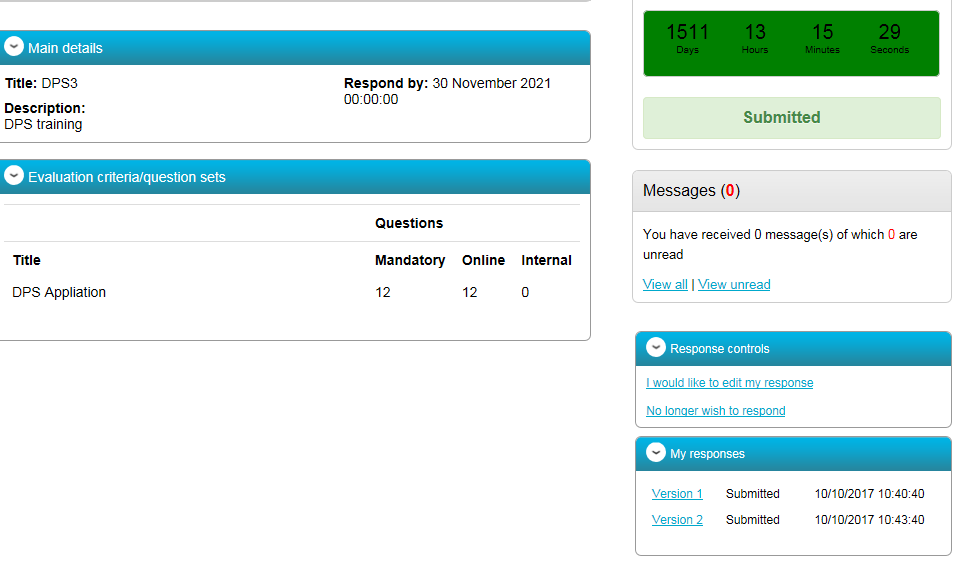 Main details
Title: DPS3
Description:
DPS training
Respond by: 30 November 2021
00:00:00
Evaluation criteria/question sets
Questions
Title Mandatory Online Internal
DPS Appliation 12 12 0
1511 13 15 29
Days Hours Minutes Seconds
Submitted
Messages (0)
You have received 0 message(s) of which 0 are
unread
View all | View unread
Response controls
I would like to edit my response
No longer wish to respond
My responses
Version 1 Submitted 10/10/2017 10:40:40
Version 2 Submitted 10/10/2017 10:43:40